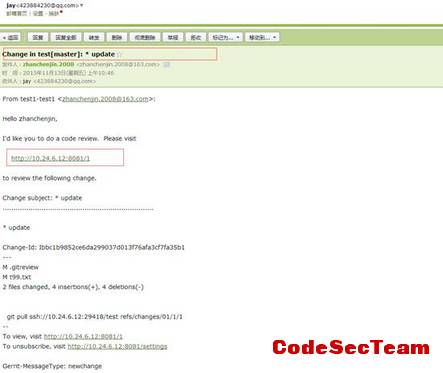 jay<423884230@qq.com>
邮箱首页 | 设置 - 换肤
« 返回 回复 回复全部 转发 删除 彻底删除 举报 拒收 标记为... 移动到...
Change in test[master]: * update
发件人: zhanchenjin.2008 <zhanchenjin.2008@163.com>
时 间: 2015年11月13日(星期五) 上午10:46
收件人: jay <423884230@qq.com>
From test1-test1 <zhanchenjin.2008@163.com>:
Hello zhanchenjin,
I'd like you to do a code review. Please visit
http://10.24.6.12:8081/1
to review the following change.
Change subject: * update
......................................................................
* update
Change-Id: Ibbc1b9852ce6da299037d013f76afa3cf7fa35b1
---
M .gitreview
M t99.txt
2 files changed, 4 insertions(+), 4 deletions(-)
git pull ssh://10.24.6.12:29418/test refs/changes/01/1/1
--
To view, visit http://10.24.6.12:8081/1
To unsubscribe, visit http://10.24.6.12:8081/settings
CodeSecTeam
Gerrit-MessageType: newchange